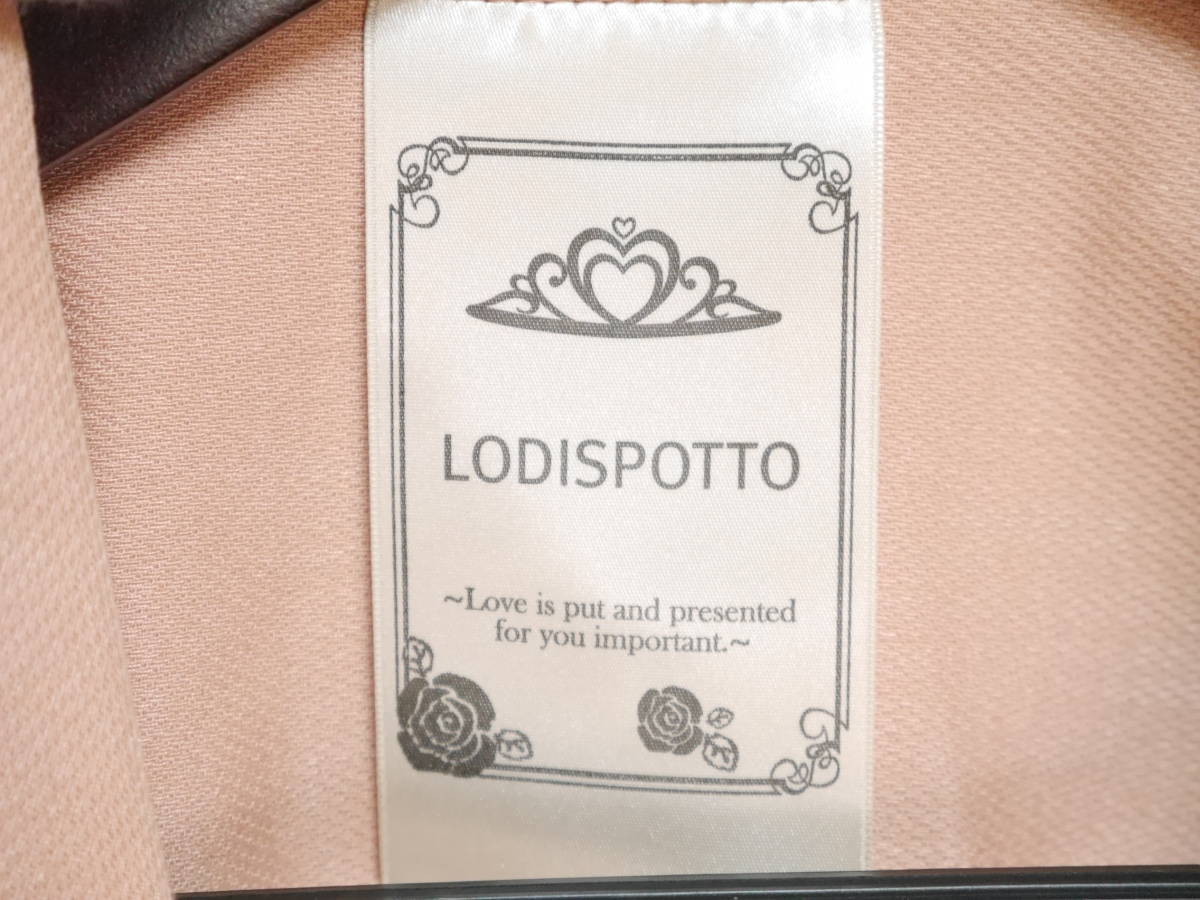 LODISPOTTO
~Love is put and presented
for you important.~